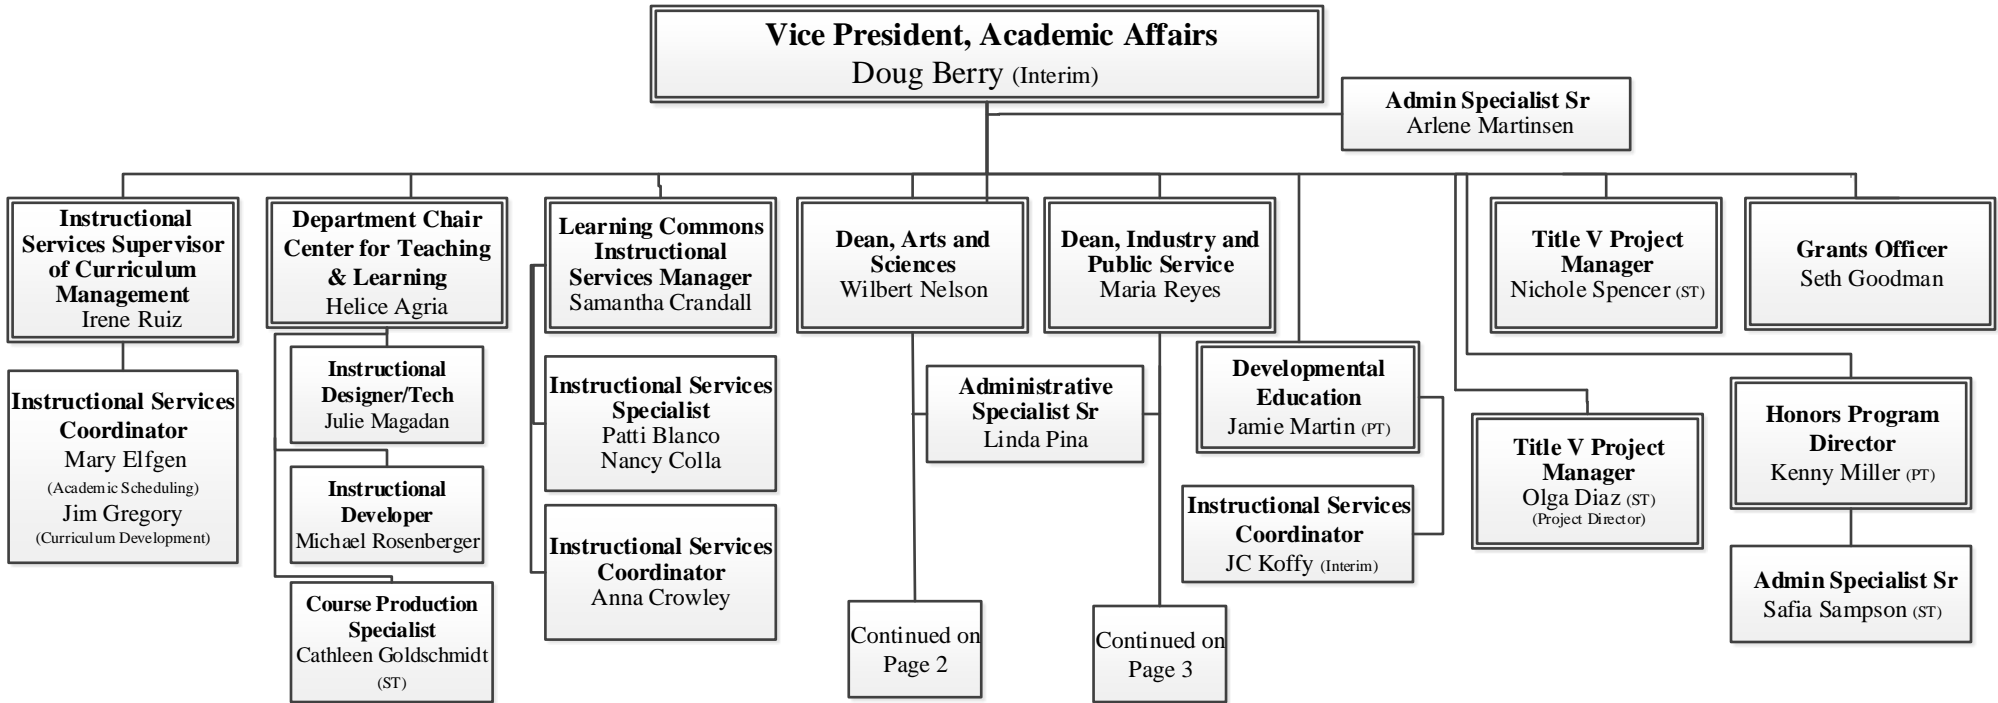 Vice President, Academic Affairs
Doug Berry (Interim)
Admin Specialist Sr
Arlene Martinsen
Instructional
Services Supervisor
of Curriculum
Management
Irene Ruiz
Department Chair
Center for Teaching
& Learning
Helice Agria
Learning Commons
Instructional
Services Manager
Samantha Crandall
Dean, Arts and
Sciences
Wilbert Nelson
Dean, Industry and
Public Service
Maria Reyes
Title V Project
Manager
Nichole Spencer (ST)
Grants Officer
Seth Goodman
Instructional Services
Coordinator
Mary Elfgen
(Academic Scheduling)
Jim Gregory
(Curriculum Development)
Instructional
Designer/Tech
Julie Magadan
Instructional
Developer
Michael Rosenberger
Course Production
Specialist
Cathleen Goldschmidt
(ST)
Instructional Services
Specialist
Patti Blanco
Nancy Colla
Instructional Services
Coordinator
Anna Crowley
Administrative
Specialist Sr
Linda Pina
Continued on
Page 2
Continued on
Page 3
Developmental
Education
Jamie Martin (PT)
Instructional Services
Coordinator
JC Koffy (Interim)
Title V Project
Manager
Olga Diaz (ST)
(Project Director)
Honors Program
Director
Kenny Miller (PT)
Admin Specialist Sr
Safia Sampson (ST)